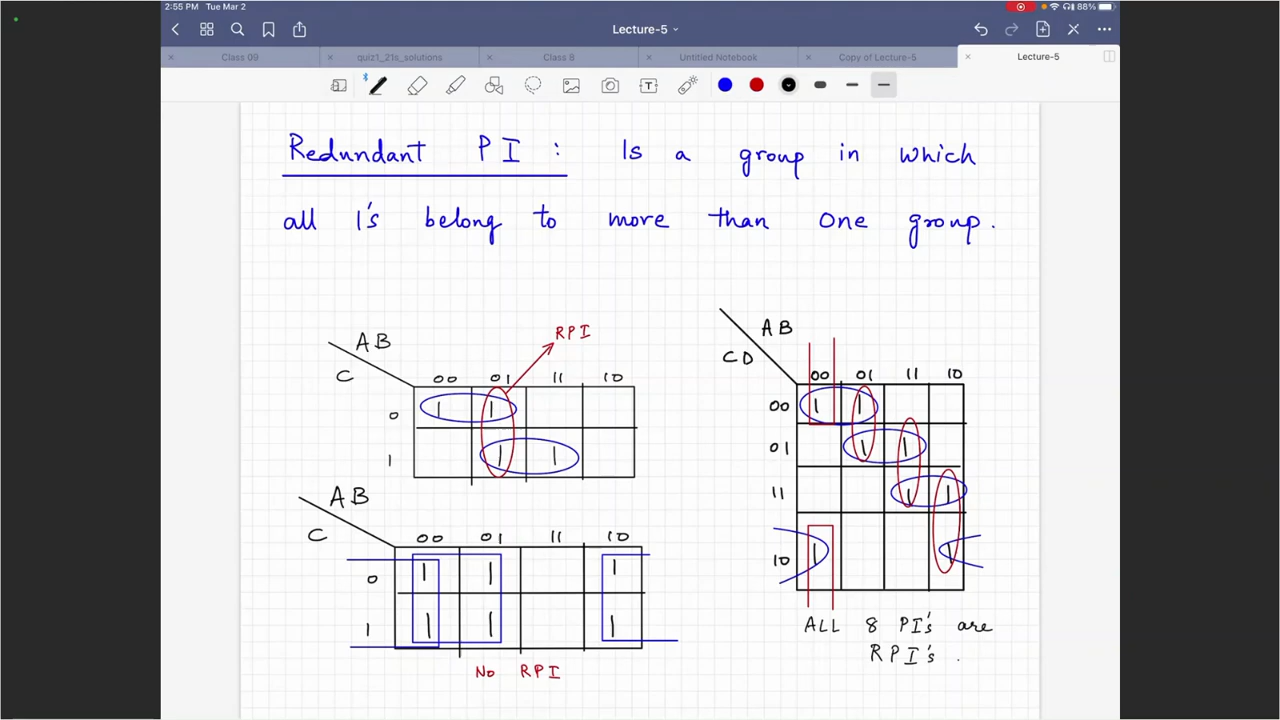 2:55 PM Tue Mar 2
88%
Lecture-5
Class 09
quiz1_21s_solutions
Class 8
Untitled Notebook
Copy of Lecture-5
Lecture-5
Redundant PI : Is a group in which
all 1's belong to more than one group.
RPI
AB
C
00 01 11 10
0 1 1
1 1 1
AB
C
00 01 11 10
0 1 1 1
1 1 1 1
No RPI
AB
CD
00 01 11 10
00 1 1
01 1 1
11 1 1
10 1 1
ALL 8 PI's are
RPI's .